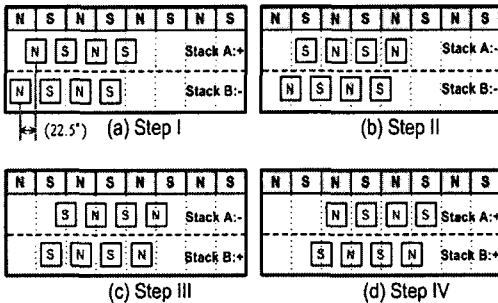 N S N S N S N S
N S N S Stack A:+
N S N S Stack B:-
(22.5°) (a) Step I
N S N S N S N S
S N S N Stack A:-
N S N S Stack B:-
(b) Step II
N S N S N S N S
S N S N Stack A:-
S N S N Stack B:+
(c) Step III
N S N S N S N S
N S N S Stack A:+
S N S N Stack B:+
(d) Step IV